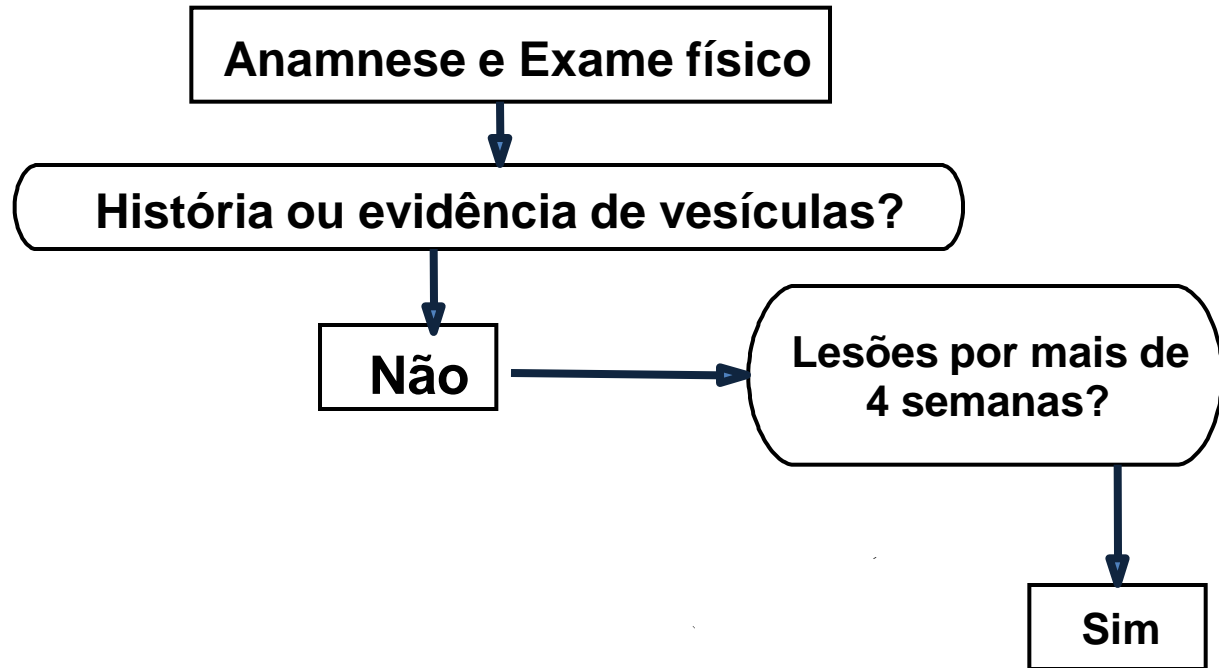 Anamnese e Exame físico
História ou evidência de vesículas?
Não
Lesões por mais de
4 semanas?
Sim